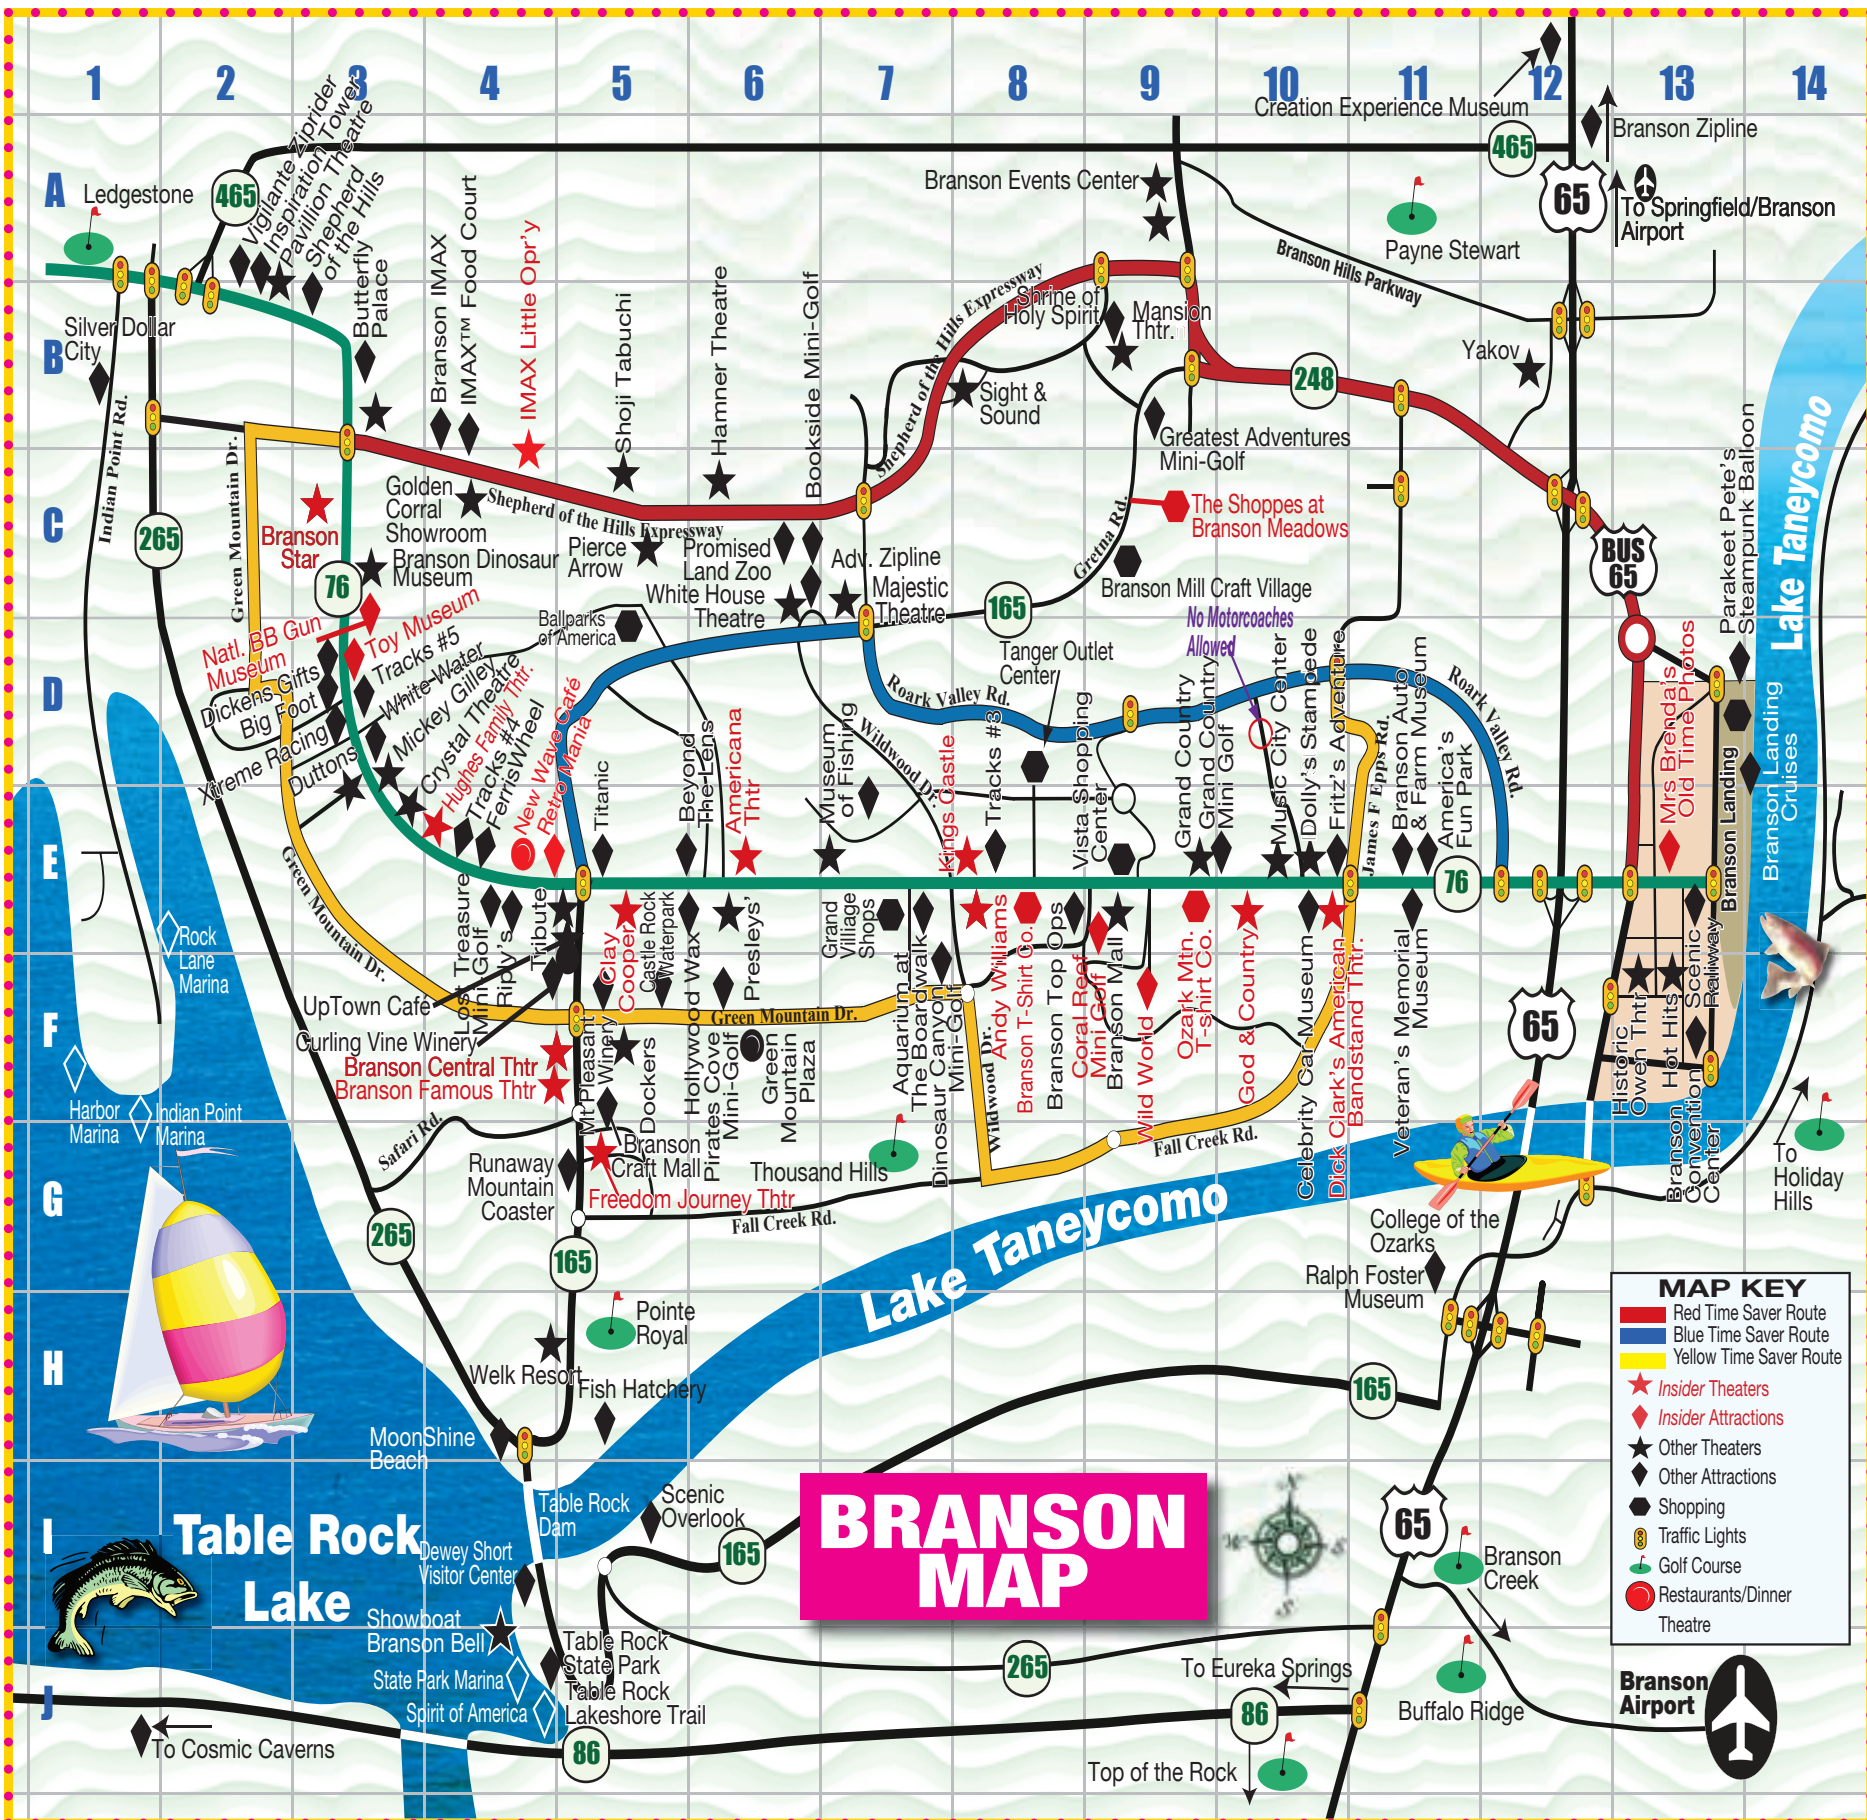 1 2 3 4 5 6 7 8 9 10 11 12 13 14
A
B
C
D
E
F
G
H
I
J
Creation Experience Museum
Branson Zipline
465
465
65
To Springfield/Branson
Airport
Ledgestone
Vigilante Ziprider
Inspiration Tower
Pavillion Theatre
Shepherd
of the Hills
Butterfly
Palace
Branson IMAX
IMAX™ Food Court
IMAX Little Opr'y
Shoji Tabuchi
Hamner Theatre
Bookside Mini-Golf
Branson Events Center
Payne Stewart
Branson Hills Parkway
Shepherd of the Hills Expressway
Shrine of
Holy Spirit
Mansion
Thtr.
Silver Dollar
City
Yakov
248
Sight &
Sound
Greatest Adventures
Mini-Golf
Indian Point Rd.
Green Mountain Dr.
265
Golden
Corral
Showroom
Shepherd of the Hills Expressway
Branson
Star
Branson Dinosaur
Museum
76
Pierce
Arrow
Promised
Land Zoo
White House
Theatre
Adv. Zipline
Majestic
Theatre
165
Gretna Rd.
The Shoppes at
Branson Meadows
Branson Mill Craft Village
No Motorcoaches
Allowed
BUS
65
Parakeet Pete's
Steampunk Balloon
Lake Taneycomo
Natl. BB Gun
Museum
Toy Museum
Ballparks
of America
Tracks #5
White-Water
Mickey Gilley
Crystal Theatre
Hughes Family Thtr.
Tracks #4
FerrisWheel
New Wave Café
Retro Mania
Dickens Gifts
Big Foot
Xtreme Racing
Duttons
Tanger Outlet
Center
Roark Valley Rd.
Wildwood Dr.
Titanic
Beyond
The Lens
Americana
Thtr
Museum
of Fishing
Kings Castle
Tracks #3
Vista Shopping
Center
Grand Country
Grand Country
Mini Golf
Music City Center
Dolly's Stampede
Fritz's Adventure
James F Epps Rd.
Branson Auto
& Farm Museum
America's
Fun Park
Roark Valley Rd.
Mrs Brenda's
Old Time Photos
Branson Landing
Branson Landing
Cruises
76
Green Mountain Dr.
Rock
Lane
Marina
Lost Treasure
Mini Golf
Riply's
Tribute
Clay
Cooper
Castle Rock
Waterpark
Hollywood Wax
Presleys'
Grand
Village
Shops
Aquarium at
The Boardwalk
Dinosaur Canyon
Mini-Golf
Andy Williams
Branson T-Shirt Co.
Branson Top Ops
Coral Reef
Mini Golf
Branson Mall
Wild World
Ozark Mtn.
T-shirt Co.
God & Country
Celebrity Car Museum
Dick Clark's American
Bandstand Thtr.
Veteran's Memorial
Museum
65
Historic
Owen Thtr
Hot Hits
Scenic
Railway
Branson
Convention
Center
UpTown Café
Curling Vine Winery
Branson Central Thtr
Branson Famous Thtr
Mt Pleasant
Winery
Dockers
Pirates Cove
Mini-Golf
Green
Mountain
Plaza
Green Mountain Dr.
Wildwood Dr.
Harbor
Marina
Indian Point
Marina
Safari Rd.
Runaway
Mountain
Coaster
Branson
Craft Mall
Freedom Journey Thtr
Thousand Hills
Fall Creek Rd.
Fall Creek Rd.
To
Holiday
Hills
265
165
Lake Taneycomo
College of the
Ozarks
Ralph Foster
Museum
Pointe
Royal
Welk Resort
Fish Hatchery
MoonShine
Beach
165
MAP KEY
Red Time Saver Route
Blue Time Saver Route
Yellow Time Saver Route
Insider Theaters
Insider Attractions
Other Theaters
Other Attractions
Shopping
Traffic Lights
Golf Course
Restaurants/Dinner
Theatre
BRANSON
MAP
Table Rock
Lake
Table Rock
Dam
Scenic
Overlook
165
Dewey Short
Visitor Center
Showboat
Branson Bell
State Park Marina
Spirit of America
Table Rock
State Park
Table Rock
Lakeshore Trail
65
Branson
Creek
265
To Eureka Springs
86
Buffalo Ridge
Branson
Airport
To Cosmic Caverns
86
Top of the Rock